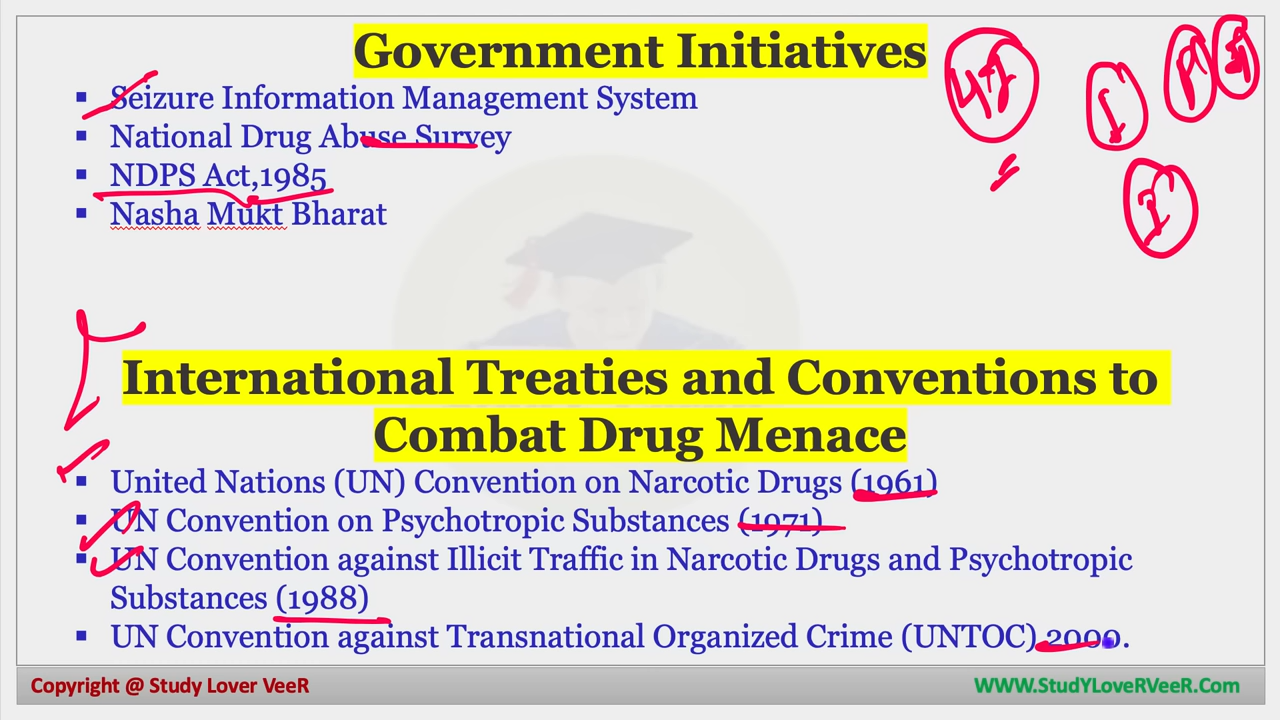 Government Initiatives
▪ Seizure Information Management System
▪ National Drug Abuse Survey
▪ NDPS Act,1985
▪ Nasha Mukt Bharat
International Treaties and Conventions to
Combat Drug Menace
▪ United Nations (UN) Convention on Narcotic Drugs (1961)
▪ UN Convention on Psychotropic Substances (1971)
▪ UN Convention against Illicit Traffic in Narcotic Drugs and Psychotropic
Substances (1988)
▪ UN Convention against Transnational Organized Crime (UNTOC) 2000.
Copyright @ Study Lover VeeR
WWW.StudYLoveRVeeR.Com